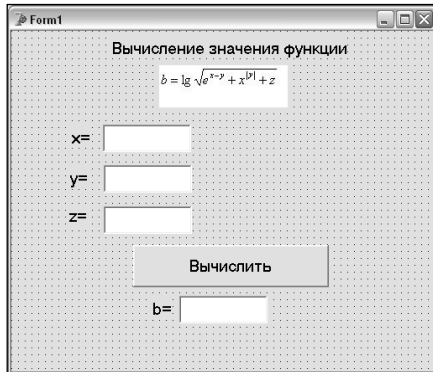 Form1
Вычисление значения функции
b = lg √(e^(x−y) + x^|y| + z)
x=
y=
z=
Вычислить
b=